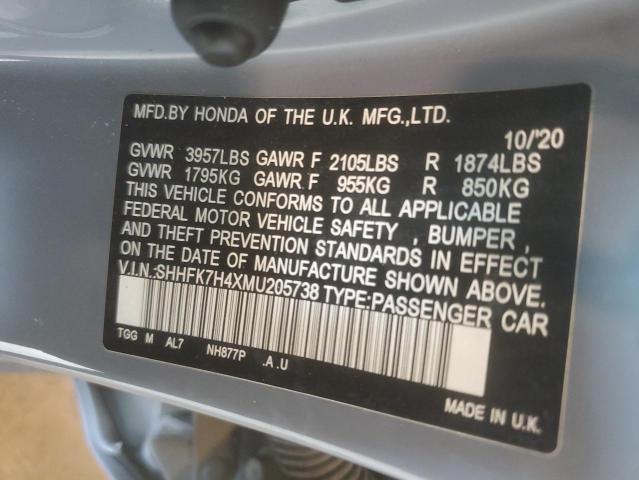 MFD.BY HONDA OF THE U.K. MFG.,LTD.
10/'20
GVWR 3957LBS GAWR F 2105LBS R 1874LBS
GVWR 1795KG GAWR F 955KG R 850KG
THIS VEHICLE CONFORMS TO ALL APPLICABLE
FEDERAL MOTOR VEHICLE SAFETY , BUMPER ,
AND THEFT PREVENTION STANDARDS IN EFFECT
ON THE DATE OF MANUFACTURE SHOWN ABOVE.
V.I.N.:SHHFK7H4XMU205738 TYPE:PASSENGER CAR
TGG M AL7 NH877P .A.U
MADE IN U.K.